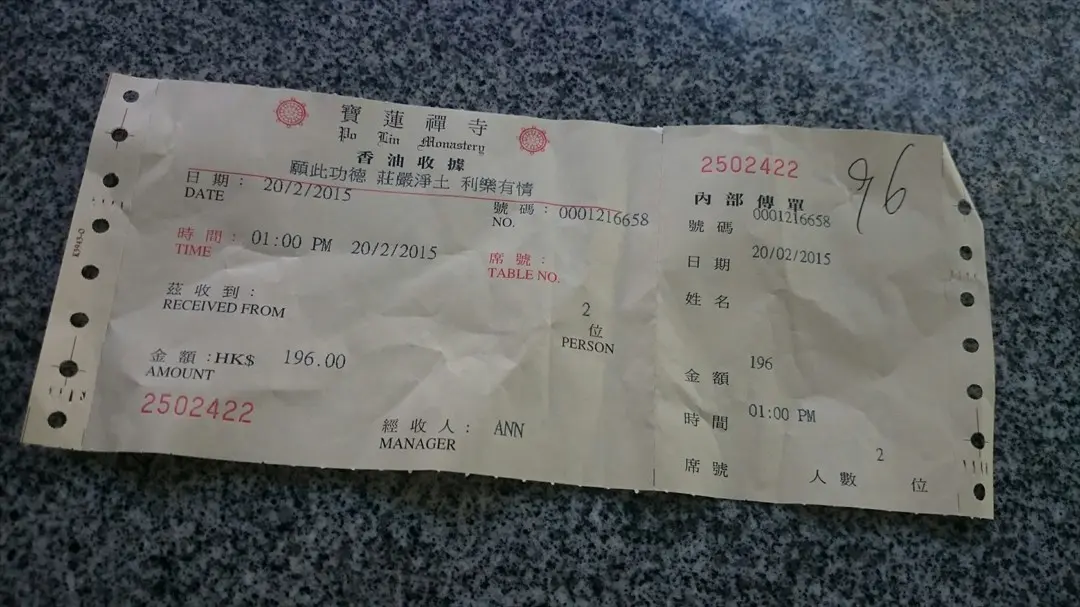 寶蓮禪寺
Po Lin Monastery
香油收據
願此功德 莊嚴淨土 利樂有情
日期: 20/2/2015
DATE
號碼: 0001216658
NO.
時間: 01:00 PM 20/2/2015
TIME
席號:
TABLE NO.
茲收到:
RECEIVED FROM
2
位
PERSON
金額:HK$ 196.00
AMOUNT
2502422
經收人: ANN
MANAGER
2502422
96
內部傳單
號碼 0001216658
日期 20/02/2015
姓名
金額 196
時間 01:00 PM
席號
人數 2 位